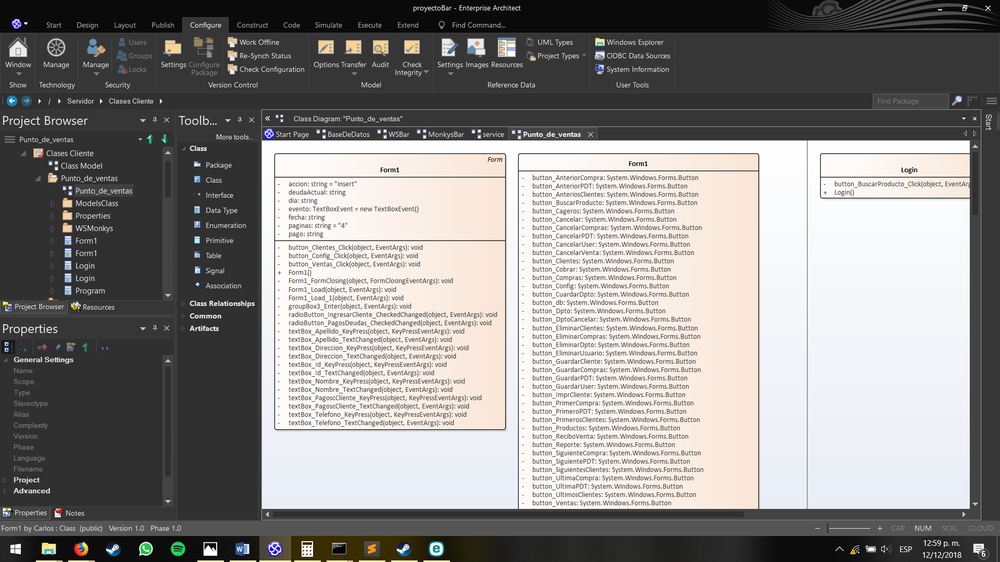 proyectoBar - Enterprise Architect
Start Design Layout Publish Configure Construct Code Simulate Execute Extend Find Command...
Window
Show
Manage
Technology
Manage
Users
Groups
Locks
Security
Settings
Configure Package
Work Offline
Re-Synch Status
Check Configuration
Version Control
Options
Transfer
Audit
Check Integrity
Model
Settings
Images
Resources
UML Types
Project Types
Reference Data
Windows Explorer
ODBC Data Sources
System Information
User Tools
/ Servidor Clases Cliente
Find Package
Project Browser
Punto_de_ventas
Clases Cliente
Class Model
Punto_de_ventas
Punto_de_ventas
ModelsClass
Properties
WSMonkys
Form1
Form1
Login
Login
Program
Project Browser Resources
Properties
General Settings
Name
Scope
Type
Stereotype
Alias
Complexity
Version
Phase
Language
Filename
Project
Advanced
Properties Notes
Toolb...
More tools...
Class
Package
Class
Interface
Data Type
Enumeration
Primitive
Table
Signal
Association
Class Relationships
Common
Artifacts
Class Diagram: "Punto_de_ventas"
Start Page BaseDeDatos WSBar MonkysBar service Punto_de_ventas
Form
Form1
- accion: string = "insert"
- deudaActual: string
- dia: string
- evento: TextBoxEvent = new TextBoxEvent()
- fecha: string
- paginas: string = "4"
- pago: string
- button_Clientes_Click(object, EventArgs): void
- button_Config_Click(object, EventArgs): void
- button_Ventas_Click(object, EventArgs): void
+ Form1()
- Form1_FormClosing(object, FormClosingEventArgs): void
- Form1_Load(object, EventArgs): void
- Form1_Load_1(object, EventArgs): void
- groupBox3_Enter(object, EventArgs): void
- radioButton_IngresarCliente_CheckedChanged(object, EventArgs): void
- radioButton_PagosDeudas_CheckedChanged(object, EventArgs): void
- textBox_Apellido_KeyPress(object, KeyPressEventArgs): void
- textBox_Apellido_TextChanged(object, EventArgs): void
- textBox_Direccion_KeyPress(object, KeyPressEventArgs): void
- textBox_Direccion_TextChanged(object, EventArgs): void
- textBox_Id_KeyPress(object, KeyPressEventArgs): void
- textBox_Id_TextChanged(object, EventArgs): void
- textBox_Nombre_KeyPress(object, KeyPressEventArgs): void
- textBox_Nombre_TextChanged(object, EventArgs): void
- textBox_PagoscCliente_KeyPress(object, KeyPressEventArgs): void
- textBox_PagoscCliente_TextChanged(object, EventArgs): void
- textBox_Telefono_KeyPress(object, KeyPressEventArgs): void
- textBox_Telefono_TextChanged(object, EventArgs): void
Form1
- button_AnteriorCompra: System.Windows.Forms.Button
- button_AnteriorPDT: System.Windows.Forms.Button
- button_AnteriosClientes: System.Windows.Forms.Button
- button_BuscarProducto: System.Windows.Forms.Button
- button_Cageros: System.Windows.Forms.Button
- button_Cancelar: System.Windows.Forms.Button
- button_CancelarCompras: System.Windows.Forms.Button
- button_CancelarPDT: System.Windows.Forms.Button
- button_CancelarUser: System.Windows.Forms.Button
- button_CancelarVenta: System.Windows.Forms.Button
- button_Clientes: System.Windows.Forms.Button
- button_Cobrar: System.Windows.Forms.Button
- button_Compras: System.Windows.Forms.Button
- button_Config: System.Windows.Forms.Button
- button_CuardarDpto: System.Windows.Forms.Button
- button_db: System.Windows.Forms.Button
- button_Dpto: System.Windows.Forms.Button
- button_DptoCancelar: System.Windows.Forms.Button
- button_EliminarClientes: System.Windows.Forms.Button
- button_EliminarCompras: System.Windows.Forms.Button
- button_EliminarDpto: System.Windows.Forms.Button
- button_EliminarUsuario: System.Windows.Forms.Button
- button_GuardarCliente: System.Windows.Forms.Button
- button_GuardarCompras: System.Windows.Forms.Button
- button_GuardarPDT: System.Windows.Forms.Button
- button_GuardarUser: System.Windows.Forms.Button
- button_ImprCliente: System.Windows.Forms.Button
- button_PrimerCompra: System.Windows.Forms.Button
- button_PrimeroPDT: System.Windows.Forms.Button
- button_PrimerosClientes: System.Windows.Forms.Button
- button_Productos: System.Windows.Forms.Button
- button_ReciboVenta: System.Windows.Forms.Button
- button_Reporte: System.Windows.Forms.Button
- button_SiguienteCompra: System.Windows.Forms.Button
- button_SiguientePDT: System.Windows.Forms.Button
- button_SiguientesClientes: System.Windows.Forms.Button
- button_UltimaCompra: System.Windows.Forms.Button
- button_UltimaPDT: System.Windows.Forms.Button
- button_UltimosClientes: System.Windows.Forms.Button
- button_Ventas: System.Windows.Forms.Button
Login
- button_BuscarProducto_Click(object, EventArg
+ Login()
Start
Form1 by Carlos : Class (public) Version 1.0 Phase 1.0
CAP NUM SCRL CLOUD
ESP
12:59 p. m.
12/12/2018
6